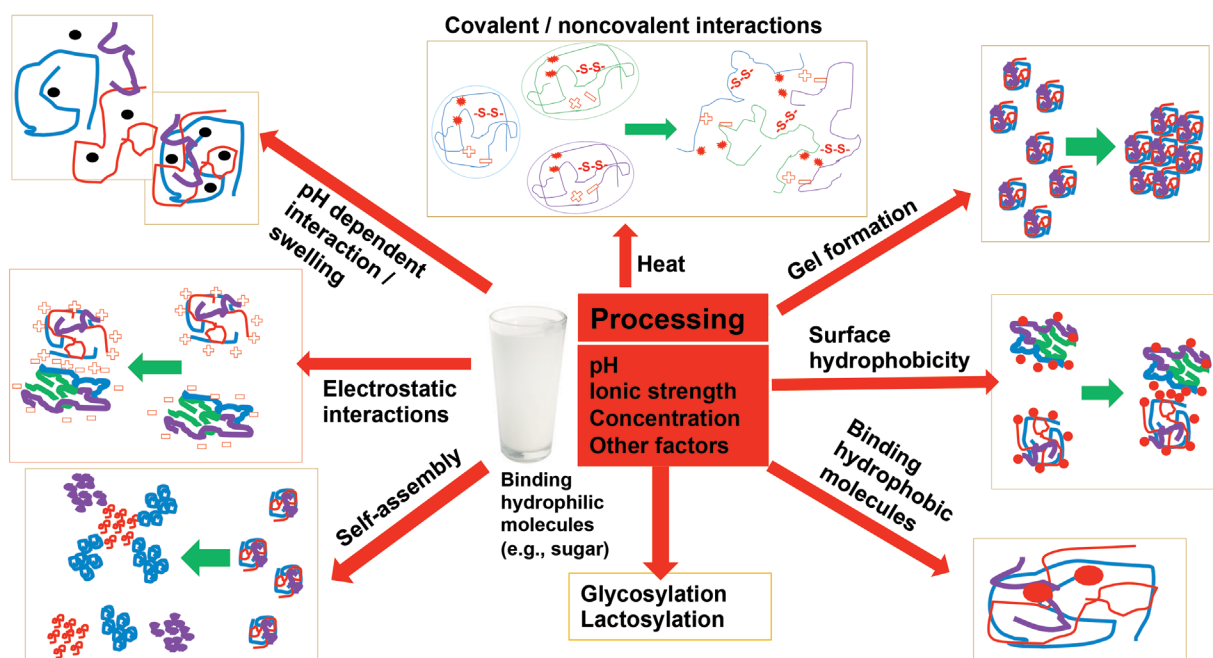 Covalent / noncovalent interactions
-S-S-
-S-S-
-S-S-
-S-S-
-S-S-
-S-S-
-S-S-
pH dependent
interaction /
swelling
Heat
Gel formation
Processing
pH
Ionic strength
Concentration
Other factors
Surface
hydrophobicity
Electrostatic
interactions
Self-assembly
Binding
hydrophilic
molecules
(e.g., sugar)
Binding
hydrophobic
molecules
Glycosylation
Lactosylation